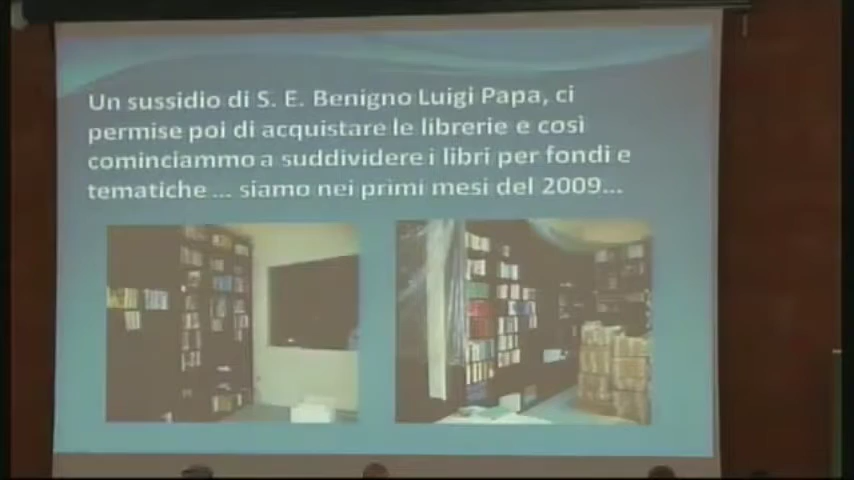 Un sussidio di S. E. Benigno Luigi Papa, ci
permise poi di acquistare le librerie e così
cominciammo a suddividere i libri per fondi e
tematiche ... siamo nei primi mesi del 2009...